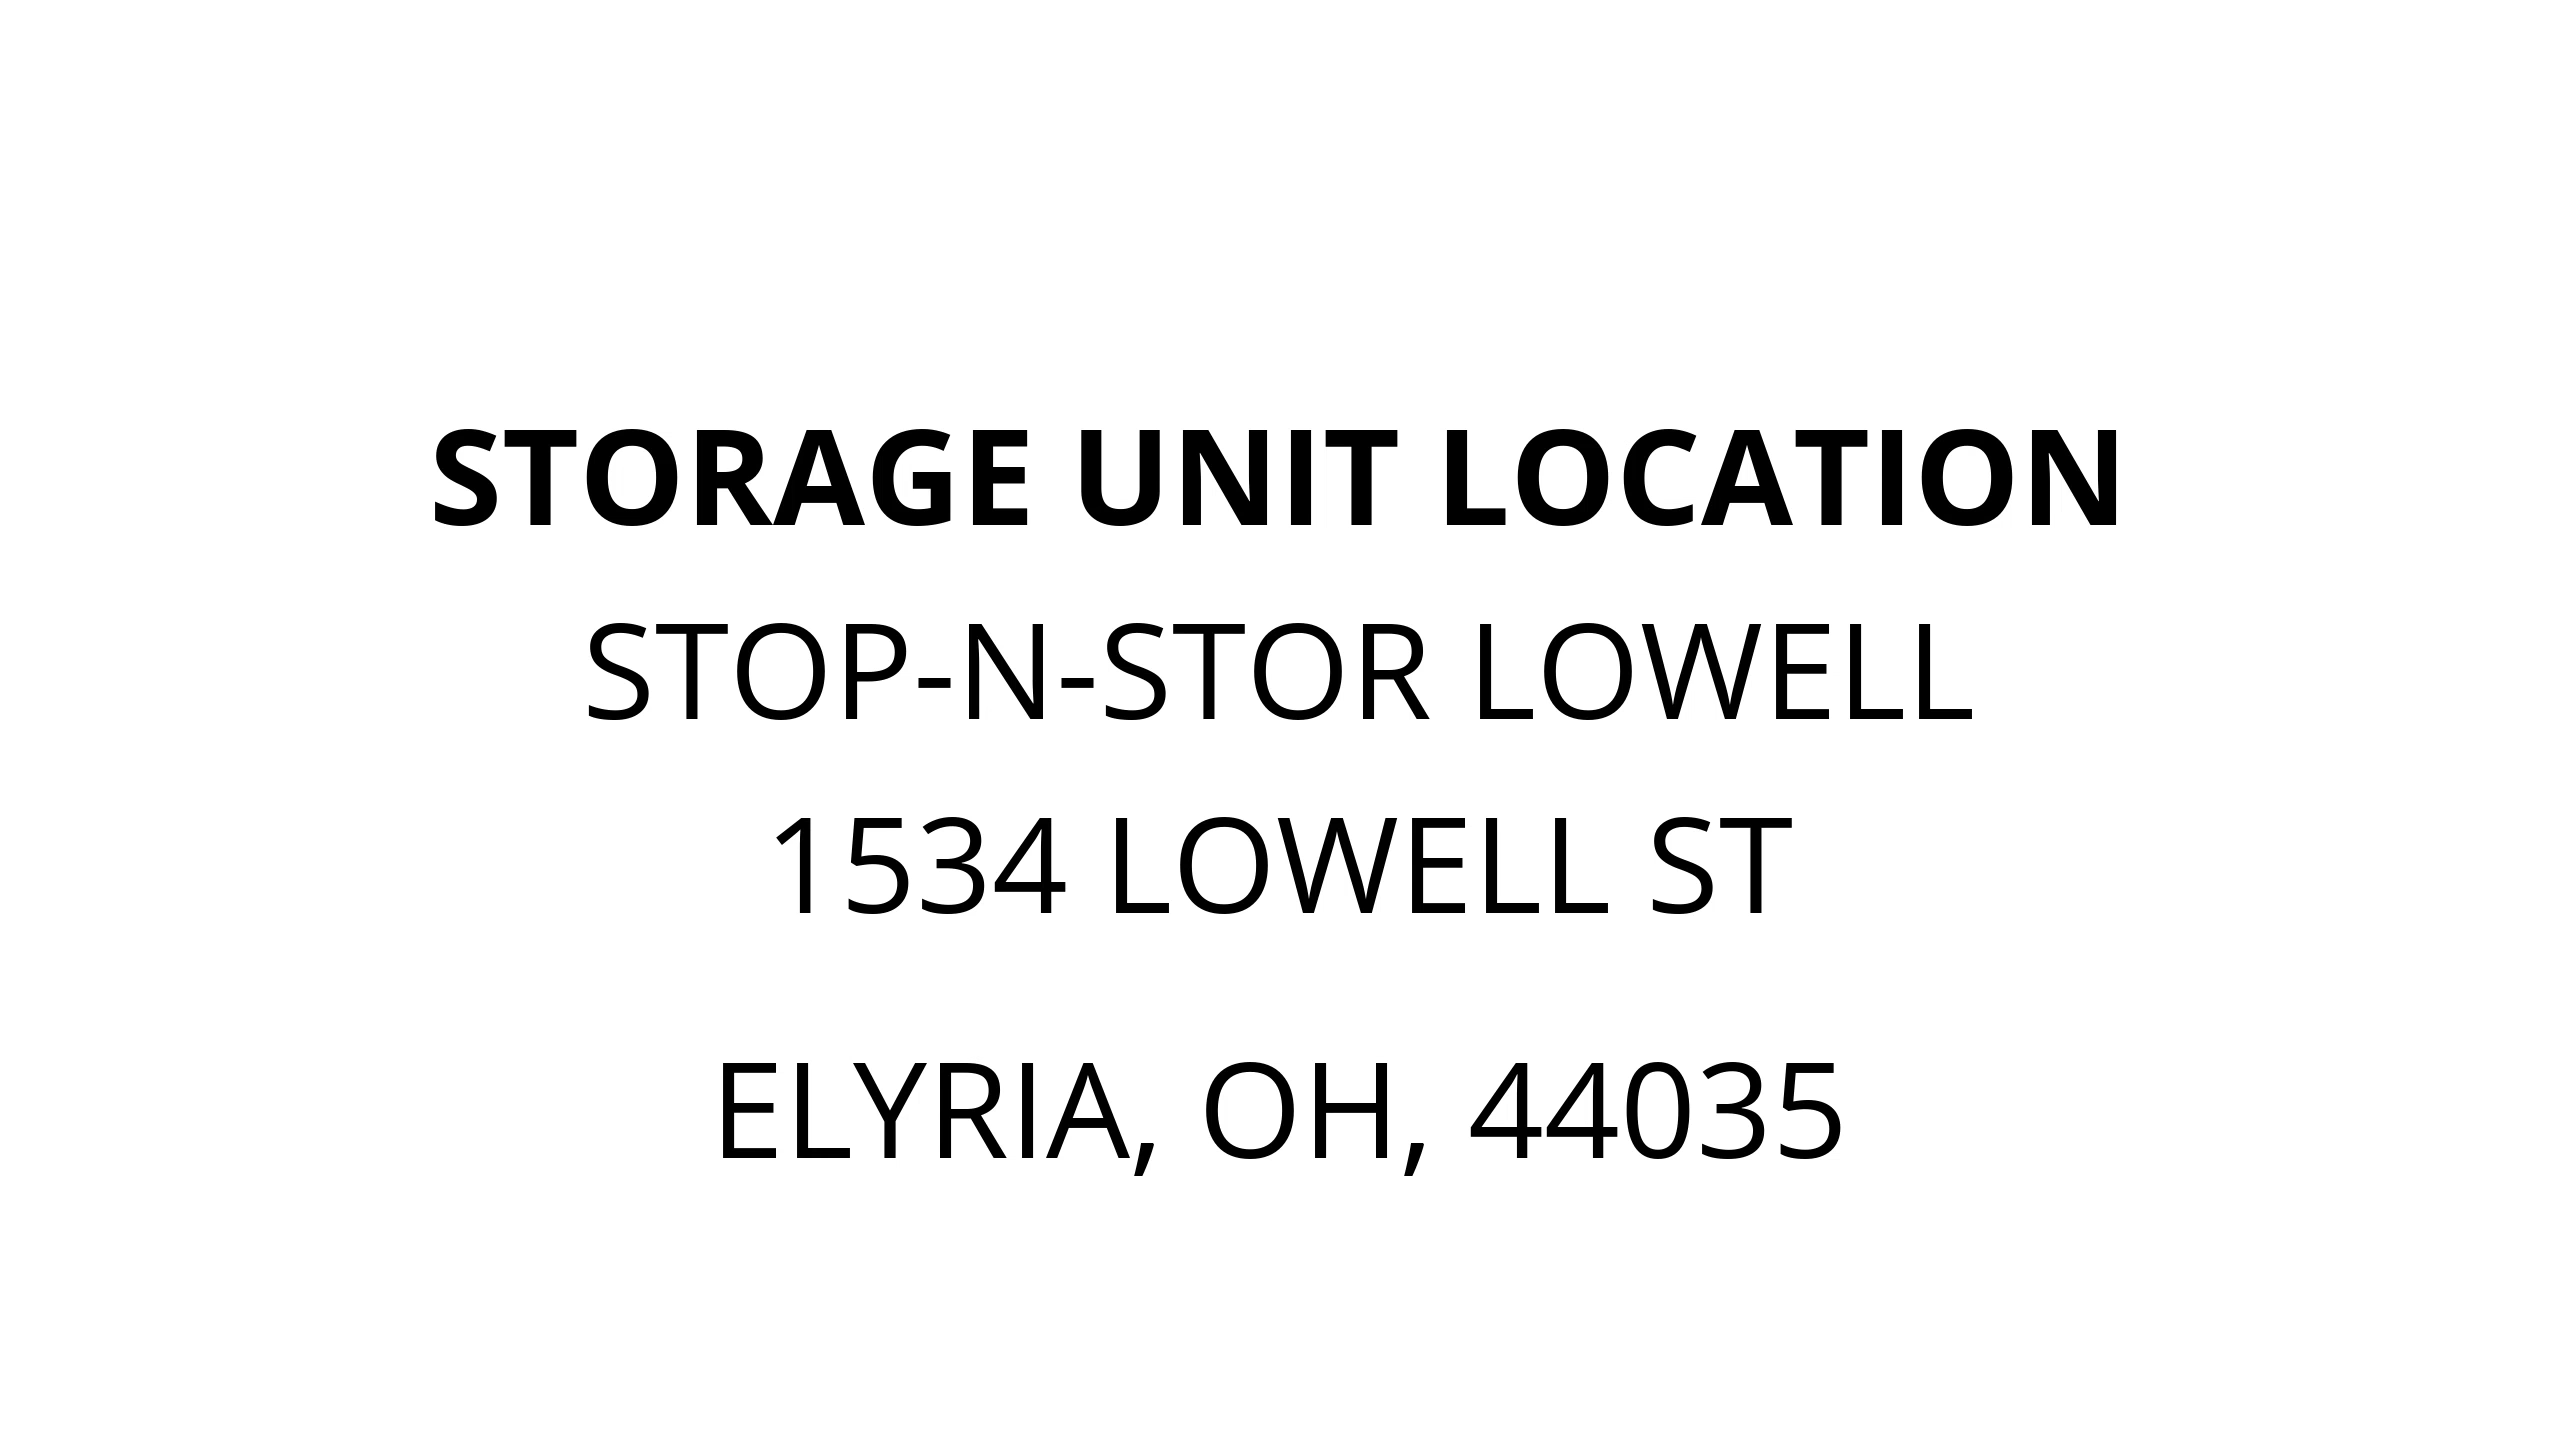 STORAGE UNIT LOCATION
STOP-N-STOR LOWELL
1534 LOWELL ST
ELYRIA, OH, 44035